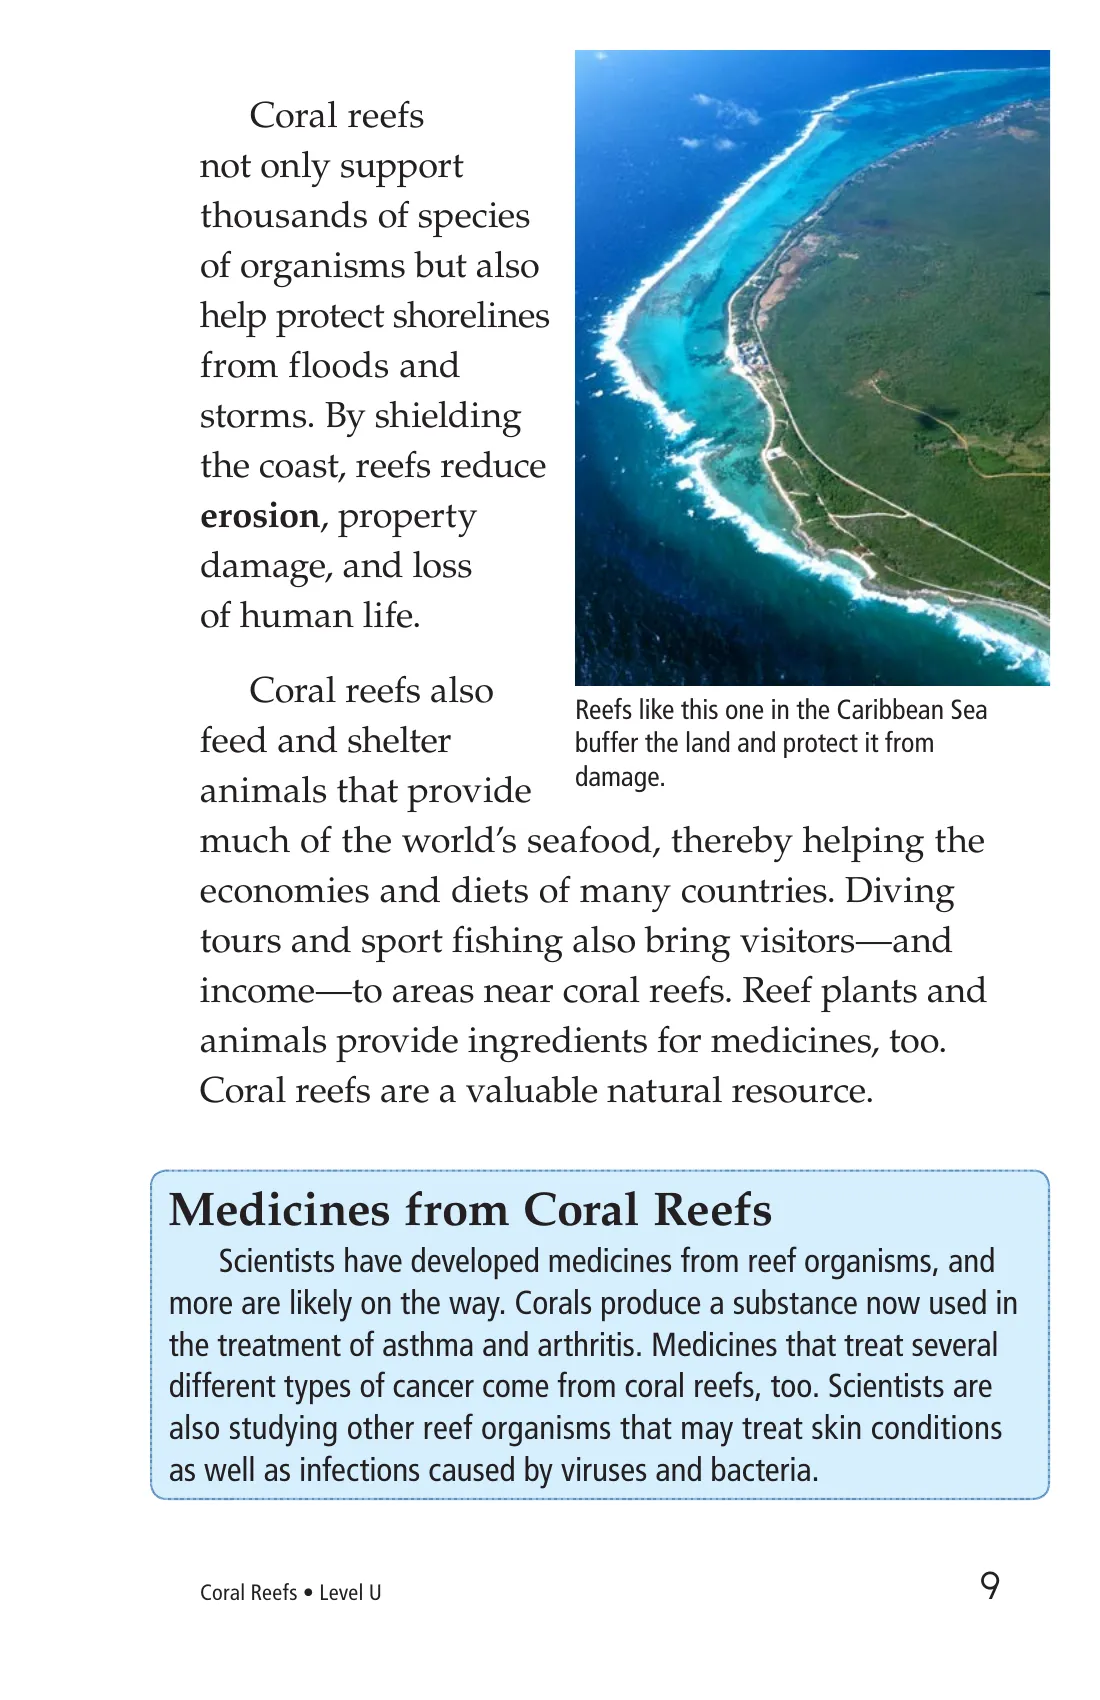 Coral reefs
not only support
thousands of species
of organisms but also
help protect shorelines
from floods and
storms. By shielding
the coast, reefs reduce
erosion, property
damage, and loss
of human life.
Coral reefs also
feed and shelter
animals that provide
much of the world’s seafood, thereby helping the
economies and diets of many countries. Diving
tours and sport fishing also bring visitors—and
income—to areas near coral reefs. Reef plants and
animals provide ingredients for medicines, too.
Coral reefs are a valuable natural resource.
Reefs like this one in the Caribbean Sea
buffer the land and protect it from
damage.
Medicines from Coral Reefs
Scientists have developed medicines from reef organisms, and
more are likely on the way. Corals produce a substance now used in
the treatment of asthma and arthritis. Medicines that treat several
different types of cancer come from coral reefs, too. Scientists are
also studying other reef organisms that may treat skin conditions
as well as infections caused by viruses and bacteria.
Coral Reefs • Level U
9